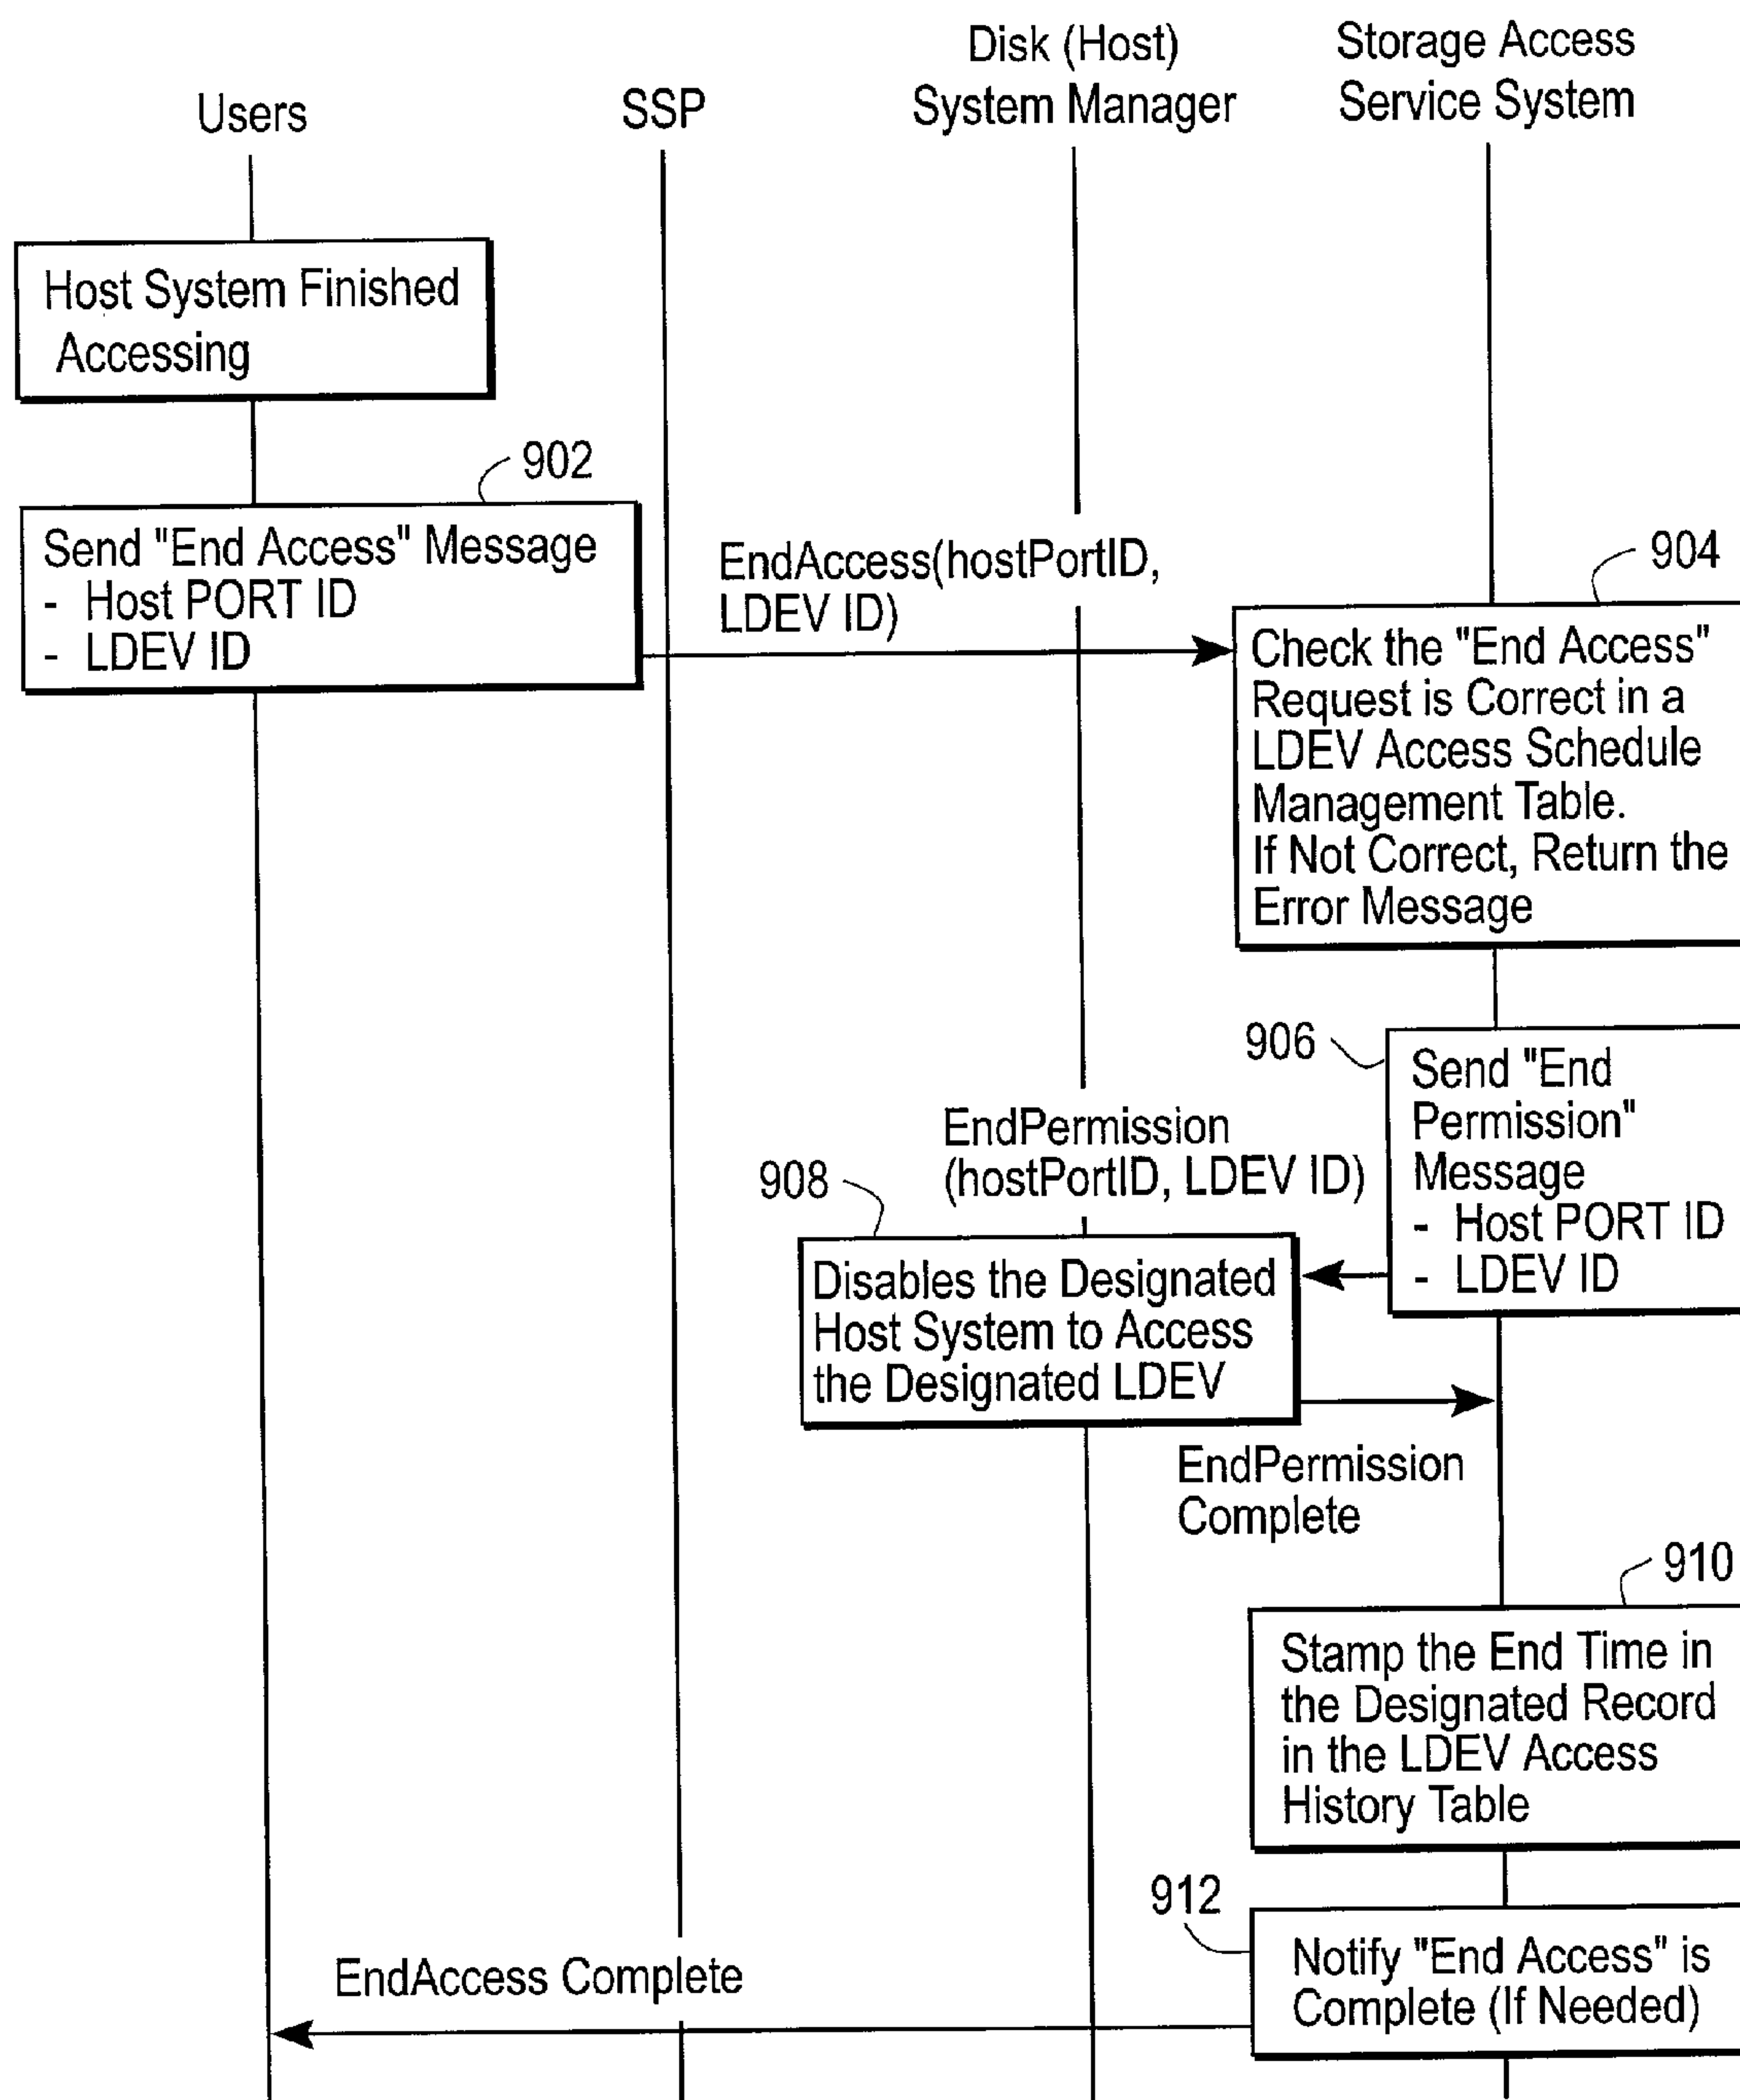 Users
SSP
Disk (Host)
System Manager
Storage Access
Service System
Host System Finished
Accessing
902
Send "End Access" Message
- Host PORT ID
- LDEV ID
EndAccess(hostPortID,
LDEV ID)
904
Check the "End Access"
Request is Correct in a
LDEV Access Schedule
Management Table.
If Not Correct, Return the
Error Message
906
Send "End
Permission"
Message
- Host PORT ID
- LDEV ID
EndPermission
(hostPortID, LDEV ID)
908
Disables the Designated
Host System to Access
the Designated LDEV
EndPermission
Complete
910
Stamp the End Time in
the Designated Record
in the LDEV Access
History Table
912
Notify "End Access" is
Complete (If Needed)
EndAccess Complete